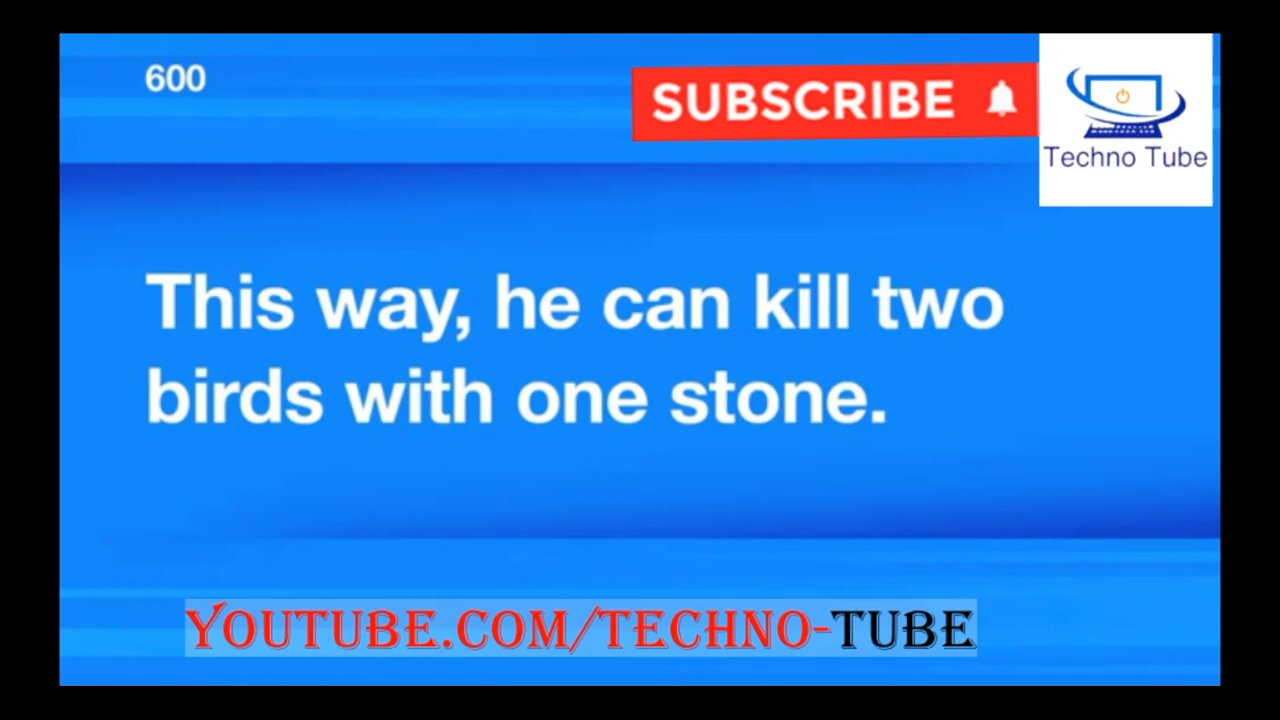 600
SUBSCRIBE
Techno Tube
This way, he can kill two
birds with one stone.
YOUTUBE.COM/TECHNO-TUBE